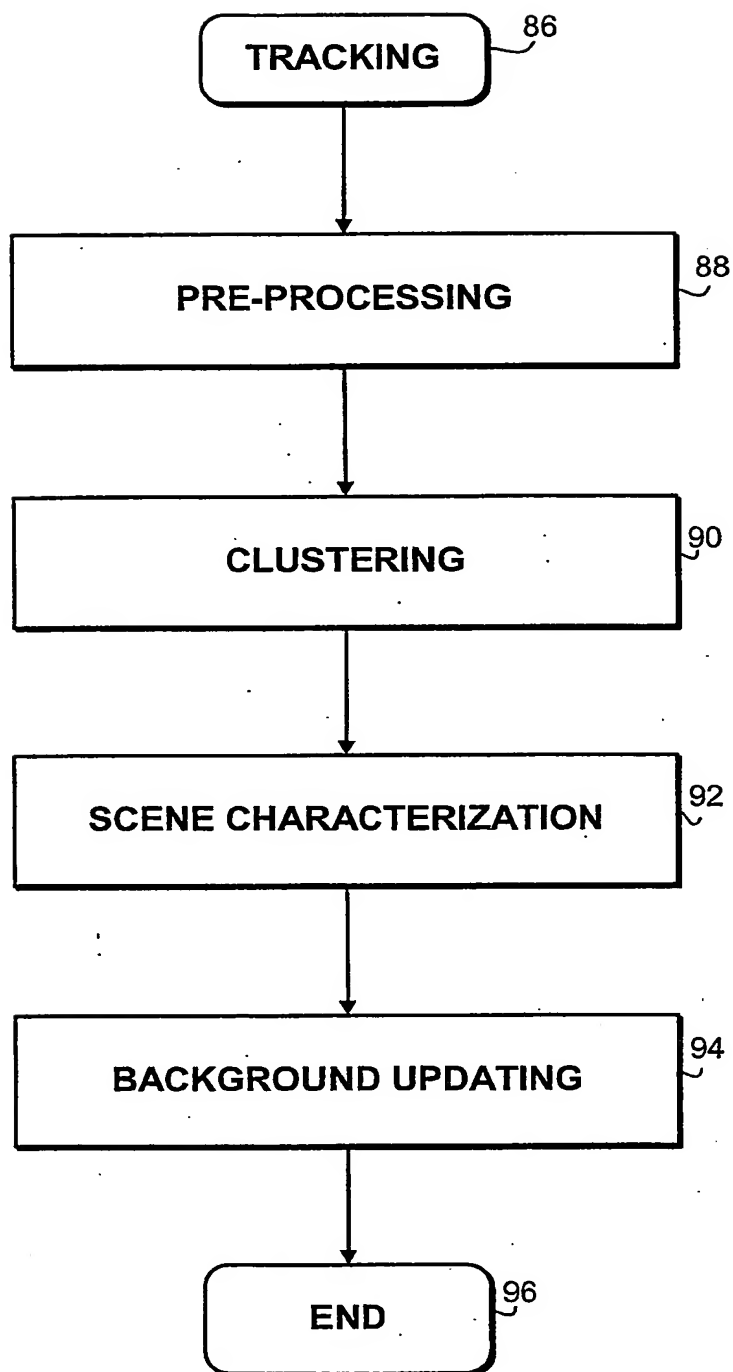 TRACKING
86
PRE-PROCESSING
88
CLUSTERING
90
SCENE CHARACTERIZATION
92
BACKGROUND UPDATING
94
END
96